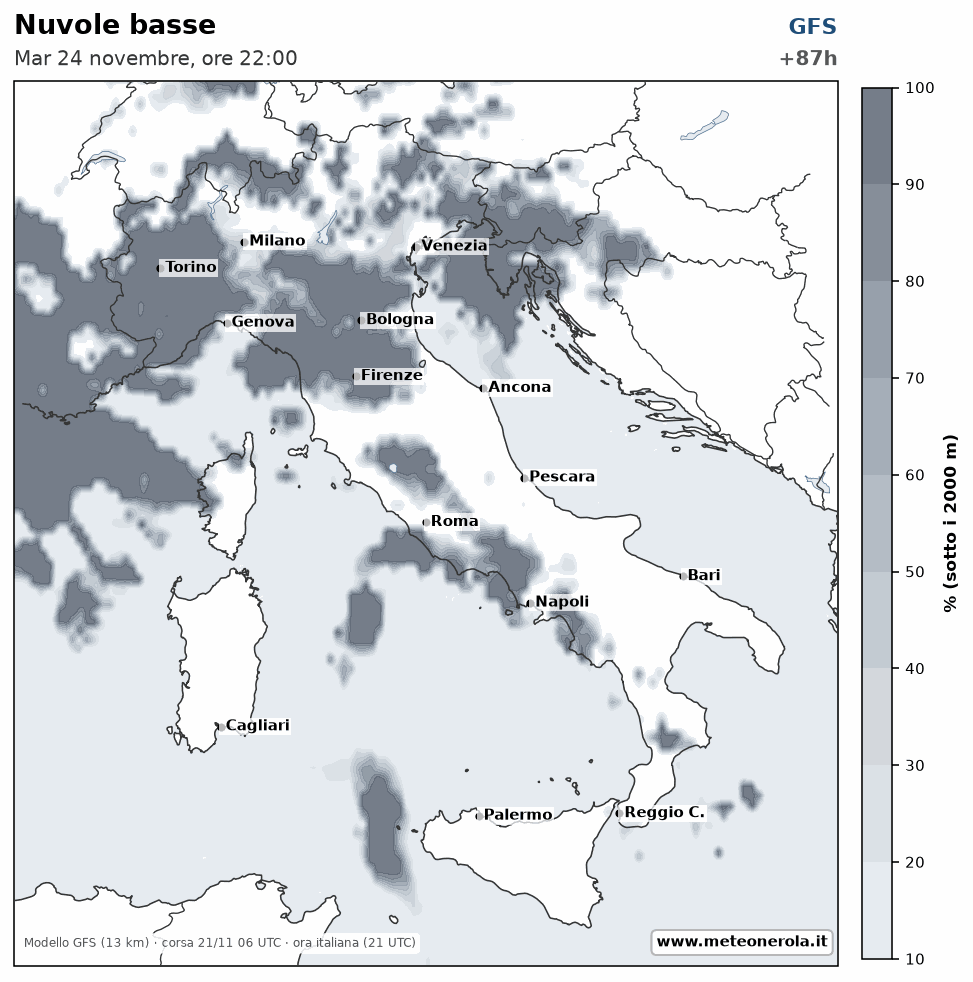 Nuvole basse
GFS
Mar 24 novembre, ore 22:00
+87h
Milano
Venezia
Torino
Genova
Bologna
Firenze
Ancona
Pescara
Roma
Bari
Napoli
Cagliari
Palermo
Reggio C.
100
90
80
70
60
50
40
30
20
10
% (sotto i 2000 m)
Modello GFS (13 km) · corsa 21/11 06 UTC · ora italiana (21 UTC)
www.meteonerola.it